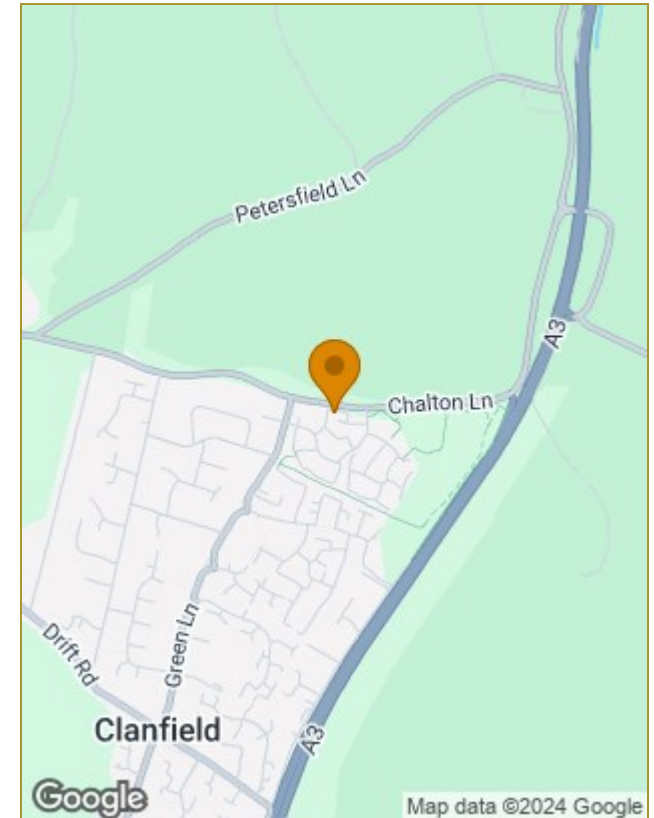 Petersfield Ln
A3
Chalton Ln
Green Ln
Drift Rd
Clanfield
A3
Google
Map data ©2024 Google